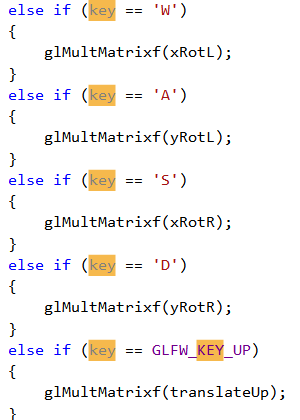 else if (key == 'W')
{
    glMultMatrixf(xRotL);
}
else if (key == 'A')
{
    glMultMatrixf(yRotL);
}
else if (key == 'S')
{
    glMultMatrixf(xRotR);
}
else if (key == 'D')
{
    glMultMatrixf(yRotR);
}
else if (key == GLFW_KEY_UP)
{
    glMultMatrixf(translateUp);
}